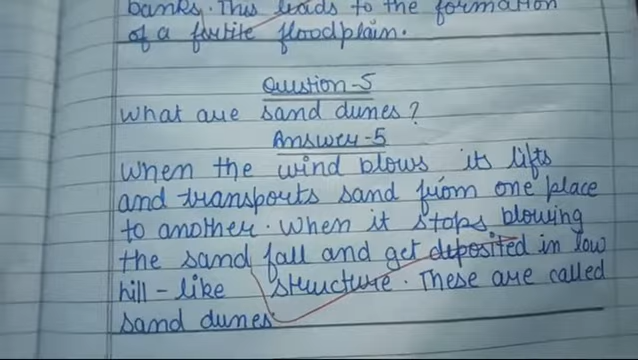 banks. This leads to the formation
of a fertile floodplain.
Question-5
What are sand dunes?
Answer-5
When the wind blows its lifts
and transports sand from one place
to another. When it stops blowing
the sand fall and get deposited in low
hill-like structure. These are called
sand dunes